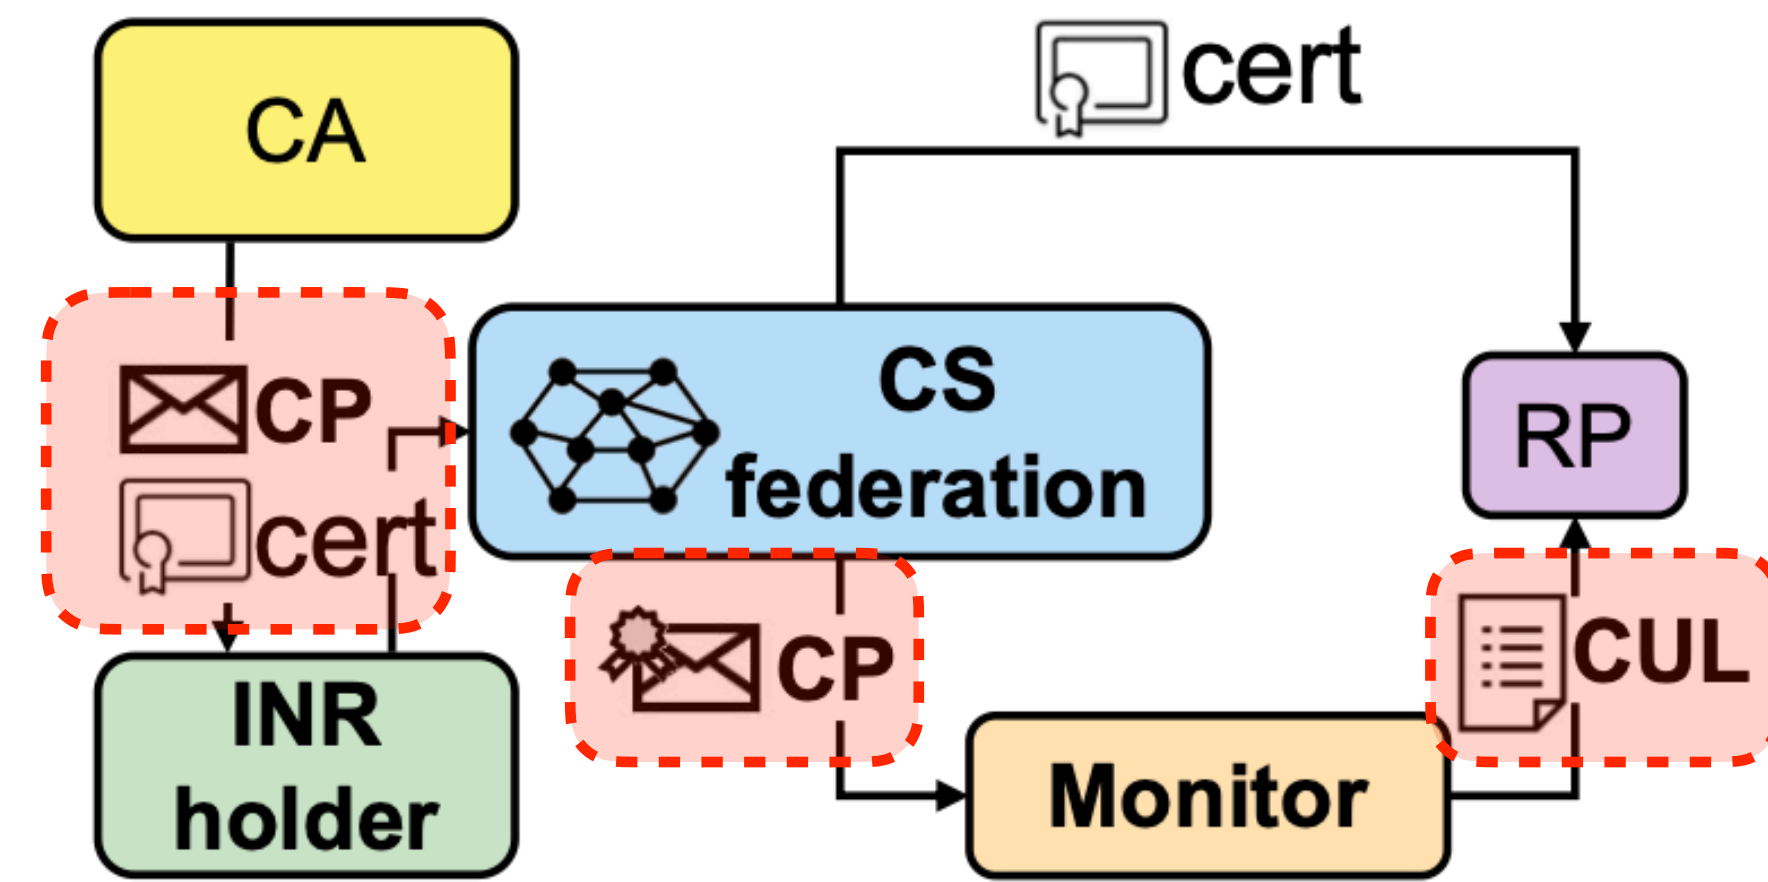 CA
cert
CP
cert
CS
federation
RP
INR
holder
CP
CUL
Monitor